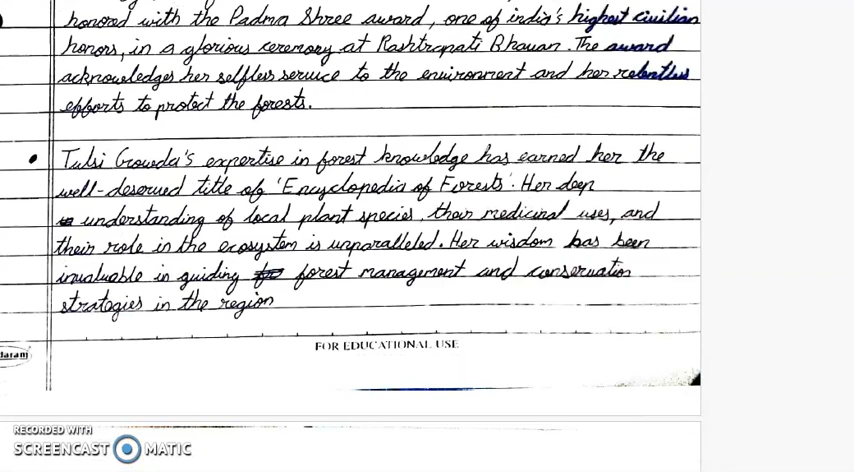 honored with the Padma Shree award, one of india's highest civilian
honors, in a glorious ceremony at Rashtrapati Bhavan. The award
acknowledges her selfless service to the environment and her relentless
efforts to protect the forests.
• Tulsi Gowda's expertise in forest knowledge has earned her the
well-deserved title of 'Encyclopedia of Forests'. Her deep
understanding of local plant species, their medicinal uses, and
their role in the ecosystem is unparalleled. Her wisdom has been
invaluable in guiding forest management and conservation
strategies in the region
daram
FOR EDUCATIONAL USE
RECORDED WITH
SCREENCAST MATIC